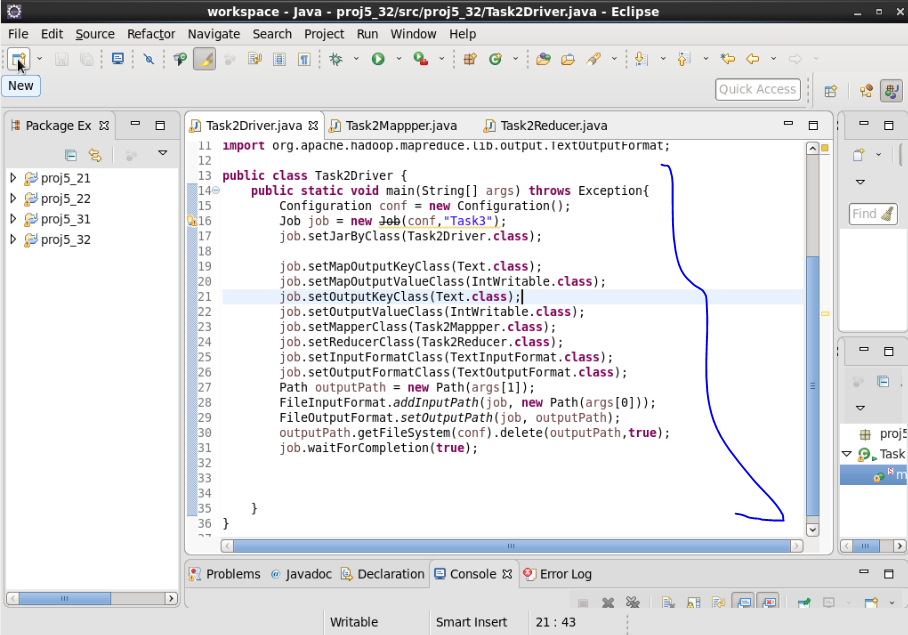 workspace - Java - proj5_32/src/proj5_32/Task2Driver.java - Eclipse
File Edit Source Refactor Navigate Search Project Run Window Help
New
Quick Access
Package Ex
Task2Driver.java
Task2Mappper.java
Task2Reducer.java
proj5_21
proj5_22
proj5_31
proj5_32
11 import org.apache.hadoop.mapreduce.lib.output.TextOutputFormat;
12
13 public class Task2Driver {
14 public static void main(String[] args) throws Exception{
15 Configuration conf = new Configuration();
16 Job job = new Job(conf,"Task3");
17 job.setJarByClass(Task2Driver.class);
18
19 job.setMapOutputKeyClass(Text.class);
20 job.setMapOutputValueClass(IntWritable.class);
21 job.setOutputKeyClass(Text.class);
22 job.setOutputValueClass(IntWritable.class);
23 job.setMapperClass(Task2Mappper.class);
24 job.setReducerClass(Task2Reducer.class);
25 job.setInputFormatClass(TextInputFormat.class);
26 job.setOutputFormatClass(TextOutputFormat.class);
27 Path outputPath = new Path(args[1]);
28 FileInputFormat.addInputPath(job, new Path(args[0]));
29 FileOutputFormat.setOutputPath(job, outputPath);
30 outputPath.getFileSystem(conf).delete(outputPath,true);
31 job.waitForCompletion(true);
32
33
34
35 }
36 }
Find
proj5
Task
m
Problems
Javadoc
Declaration
Console
Error Log
Writable
Smart Insert
21 : 43